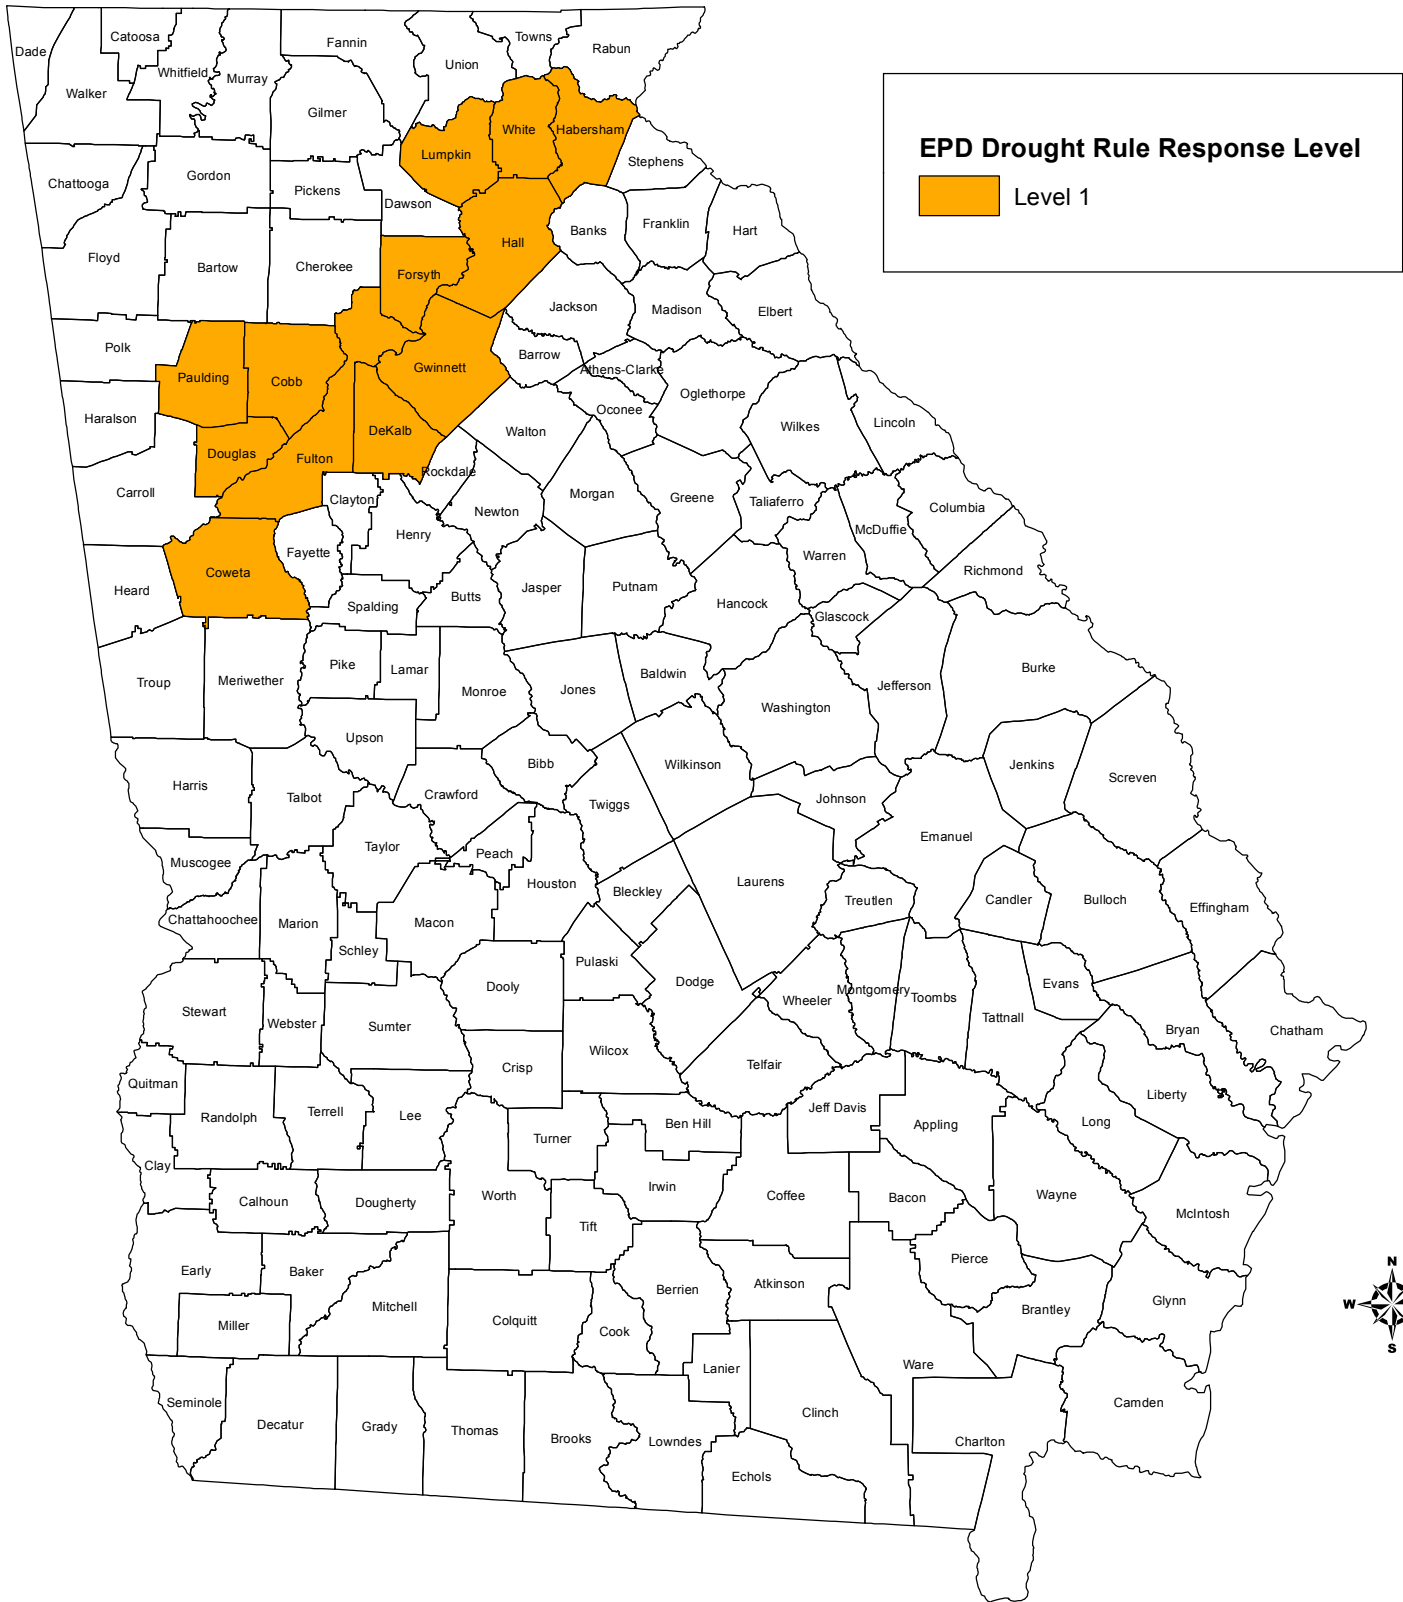 Dade
Catoosa
Whitfield
Murray
Fannin
Union
Towns
Rabun
Walker
Gilmer
White
Habersham
Lumpkin
Stephens
Chattooga
Gordon
Pickens
Dawson
EPD Drought Rule Response Level
Level 1
Floyd
Bartow
Cherokee
Forsyth
Hall
Banks
Franklin
Hart
Jackson
Madison
Elbert
Polk
Paulding
Cobb
Gwinnett
Barrow
Athens-Clarke
Oglethorpe
Oconee
Haralson
Douglas
Fulton
DeKalb
Rockdale
Walton
Wilkes
Lincoln
Carroll
Clayton
Newton
Morgan
Greene
Taliaferro
McDuffie
Columbia
Heard
Coweta
Fayette
Henry
Spalding
Butts
Jasper
Putnam
Hancock
Warren
Glascock
Richmond
Troup
Meriwether
Pike
Lamar
Monroe
Jones
Baldwin
Washington
Jefferson
Burke
Upson
Bibb
Wilkinson
Jenkins
Screven
Harris
Talbot
Crawford
Twiggs
Johnson
Emanuel
Muscogee
Taylor
Peach
Houston
Bleckley
Laurens
Treutlen
Candler
Bulloch
Effingham
Chattahoochee
Marion
Schley
Macon
Pulaski
Dodge
Dooly
Wheeler
Montgomery
Toombs
Tattnall
Evans
Stewart
Webster
Sumter
Wilcox
Telfair
Bryan
Chatham
Quitman
Crisp
Randolph
Terrell
Lee
Turner
Ben Hill
Jeff Davis
Appling
Long
Liberty
Clay
Calhoun
Dougherty
Worth
Tift
Irwin
Coffee
Bacon
Wayne
McIntosh
Early
Baker
Mitchell
Berrien
Atkinson
Pierce
Brantley
Glynn
N
W
S
Miller
Colquitt
Cook
Lanier
Ware
Seminole
Decatur
Grady
Thomas
Brooks
Lowndes
Echols
Clinch
Charlton
Camden